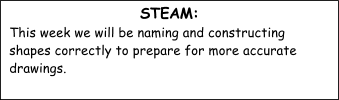 STEAM:
This week we will be naming and constructing
shapes correctly to prepare for more accurate
drawings.